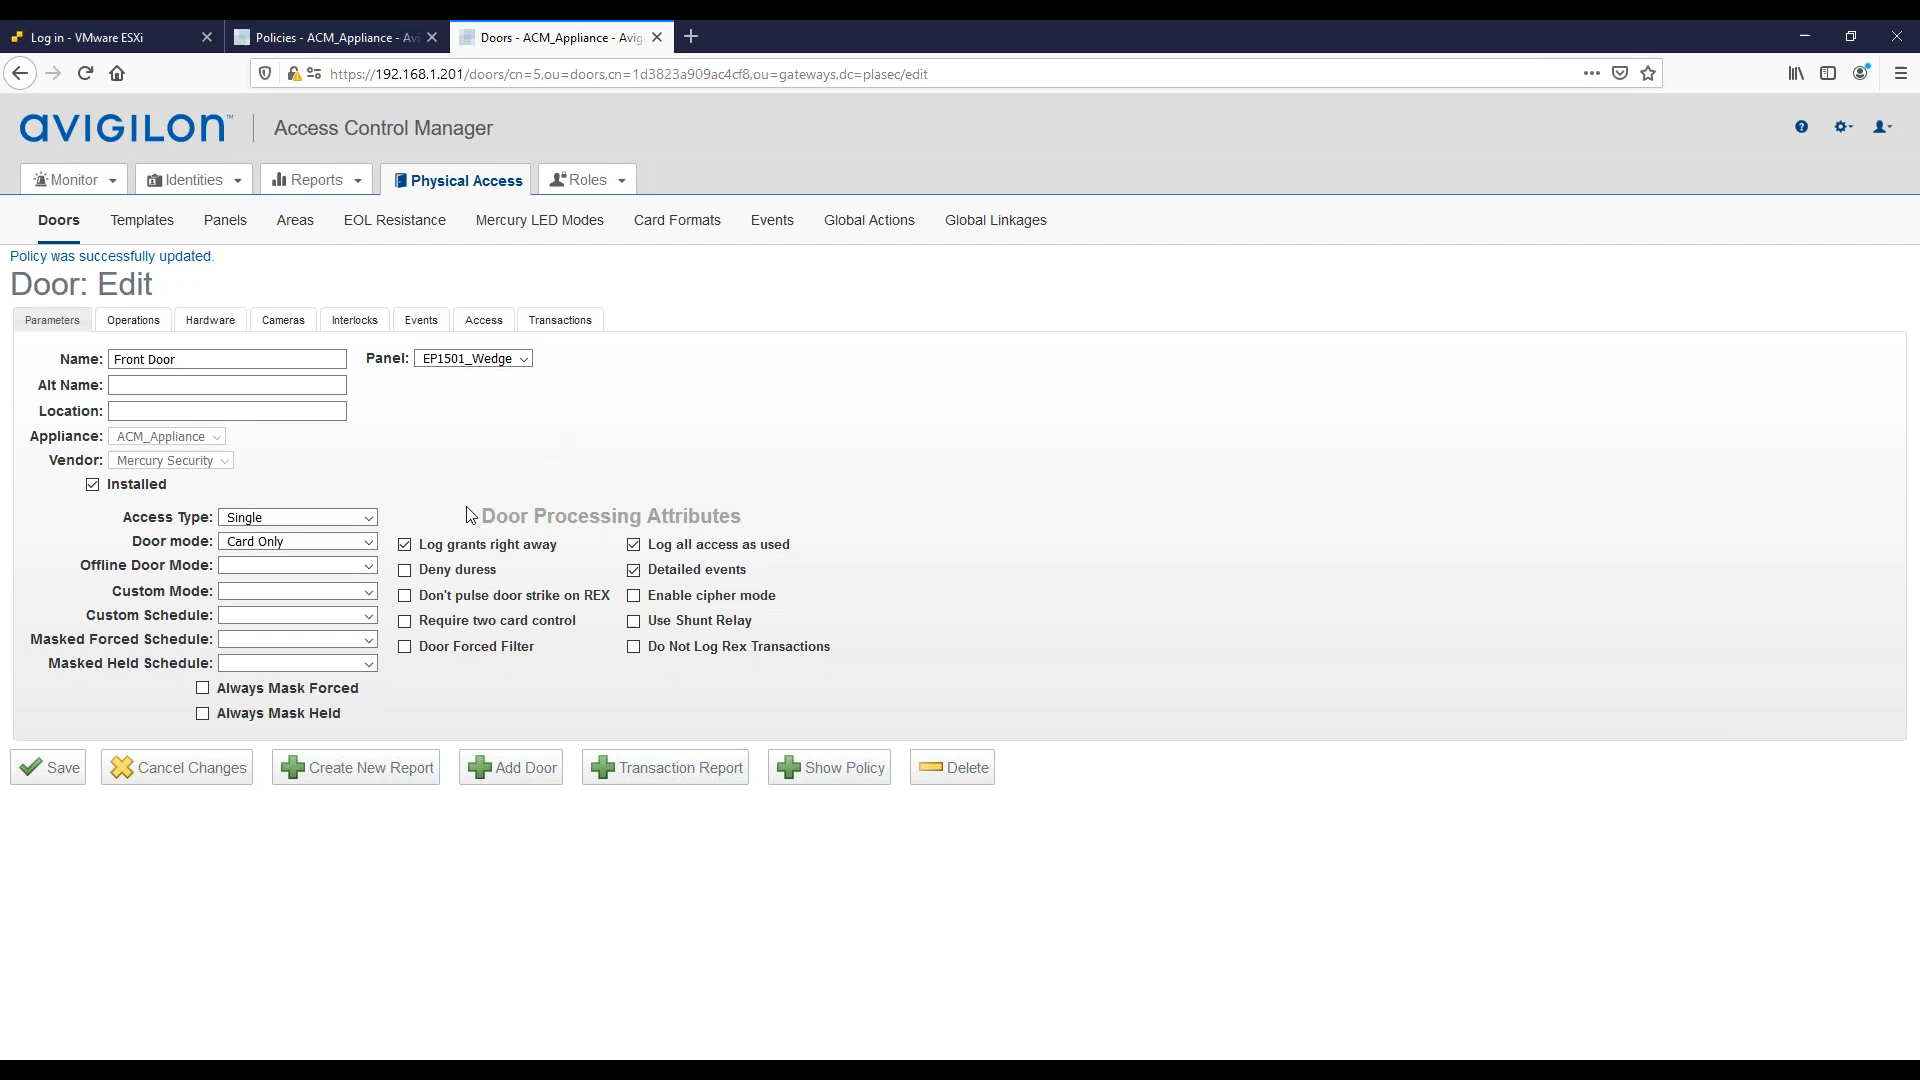 Log in - VMware ESXi
Policies - ACM_Appliance - Avi
Doors - ACM_Appliance - Avig
https://192.168.1.201/doors/cn=5,ou=doors,cn=1d3823a909ac4cf8,ou=gateways,dc=plasec/edit
AVIGILON™ Access Control Manager
Monitor Identities Reports Physical Access Roles
Doors Templates Panels Areas EOL Resistance Mercury LED Modes Card Formats Events Global Actions Global Linkages
Policy was successfully updated.
Door: Edit
Parameters Operations Hardware Cameras Interlocks Events Access Transactions
Name: Front Door Panel: EP1501_Wedge
Alt Name:
Location:
Appliance: ACM_Appliance
Vendor: Mercury Security
Installed
Access Type: Single
Door mode: Card Only
Offline Door Mode:
Custom Mode:
Custom Schedule:
Masked Forced Schedule:
Masked Held Schedule:
Always Mask Forced
Always Mask Held
Door Processing Attributes
Log grants right away Log all access as used
Deny duress Detailed events
Don't pulse door strike on REX Enable cipher mode
Require two card control Use Shunt Relay
Door Forced Filter Do Not Log Rex Transactions
Save Cancel Changes Create New Report Add Door Transaction Report Show Policy Delete